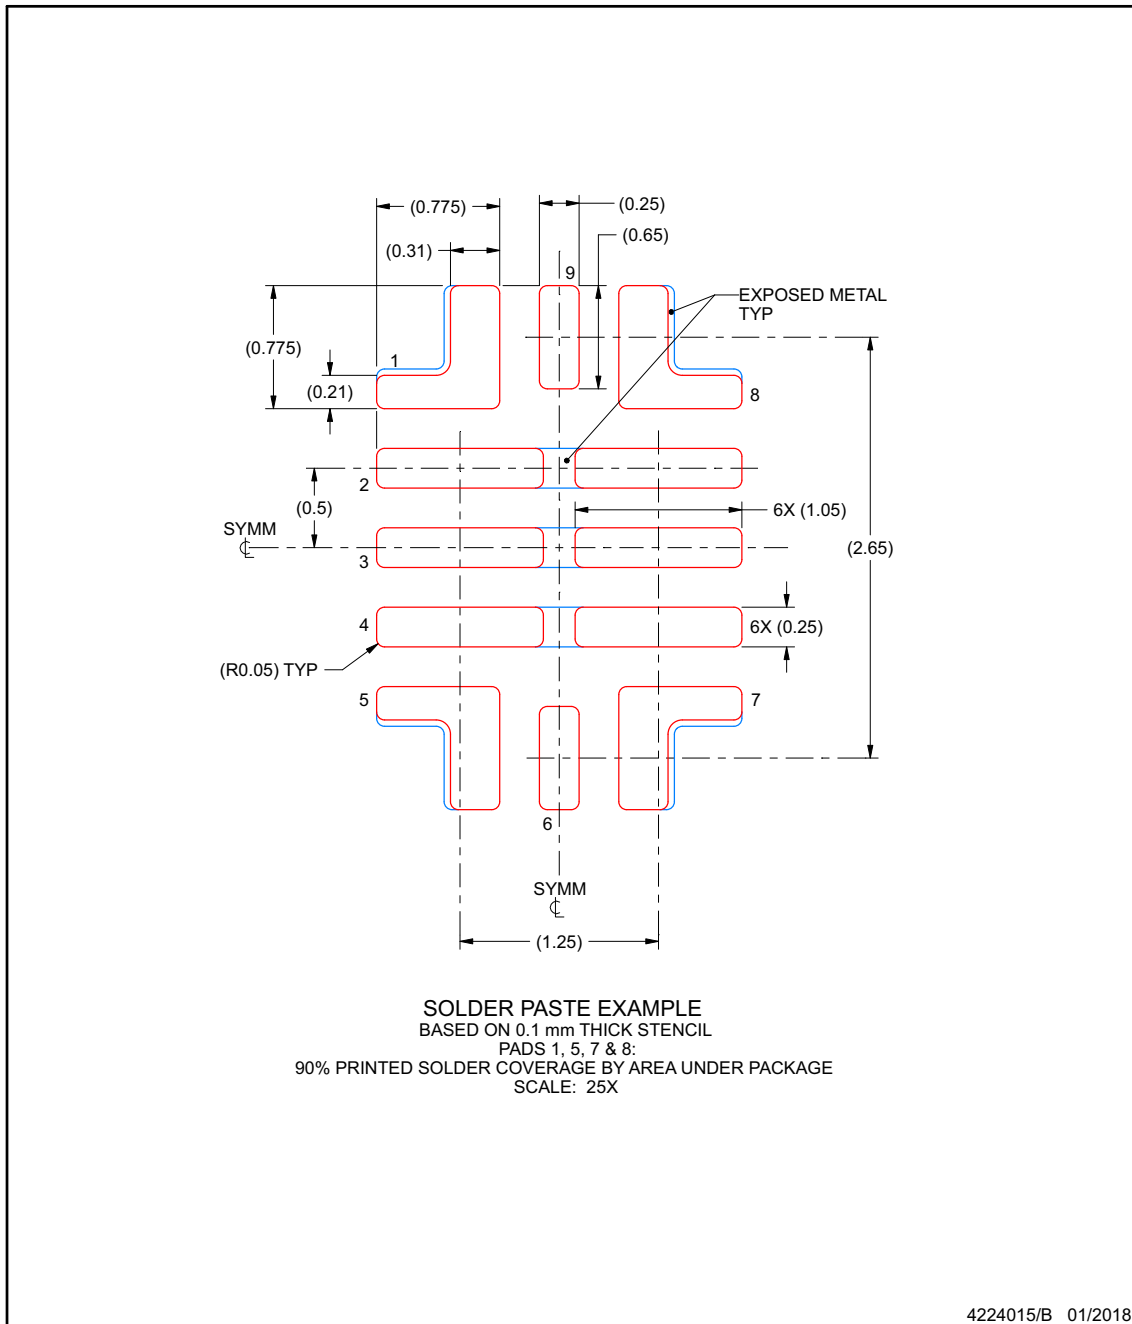 (0.775)
(0.25)
(0.31)
(0.65)
9
EXPOSED METAL
TYP
(0.775)
1
(0.21)
8
2
(0.5)
6X (1.05)
SYMM
℄
(2.65)
3
4
6X (0.25)
(R0.05) TYP
5
7
6
SYMM
℄
(1.25)
SOLDER PASTE EXAMPLE
BASED ON 0.1 mm THICK STENCIL
PADS 1, 5, 7 & 8:
90% PRINTED SOLDER COVERAGE BY AREA UNDER PACKAGE
SCALE: 25X
4224015/B 01/2018